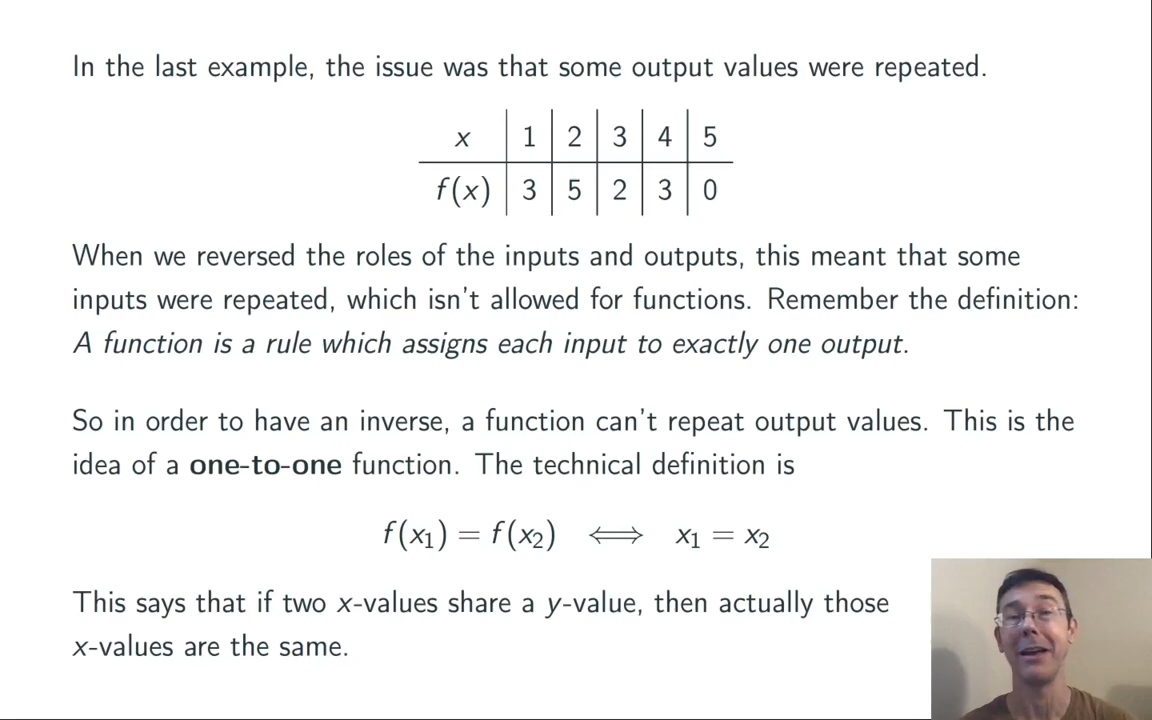 In the last example, the issue was that some output values were repeated.
x 1 2 3 4 5
f(x) 3 5 2 3 0
When we reversed the roles of the inputs and outputs, this meant that some
inputs were repeated, which isn't allowed for functions. Remember the definition:
A function is a rule which assigns each input to exactly one output.
So in order to have an inverse, a function can't repeat output values. This is the
idea of a one-to-one function. The technical definition is
f(x₁) = f(x₂) ⟺ x₁ = x₂
This says that if two x-values share a y-value, then actually those
x-values are the same.